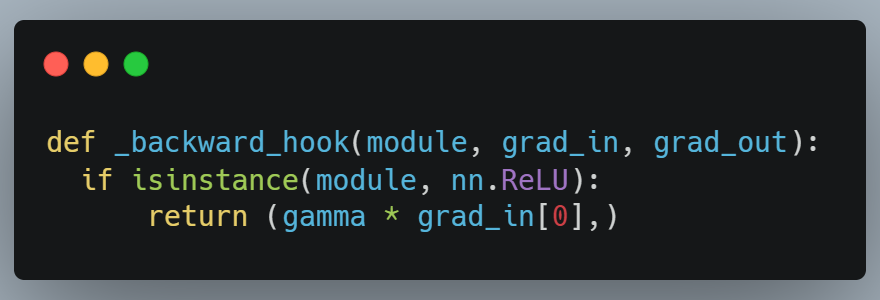 def _backward_hook(module, grad_in, grad_out):
  if isinstance(module, nn.ReLU):
      return (gamma * grad_in[0],)